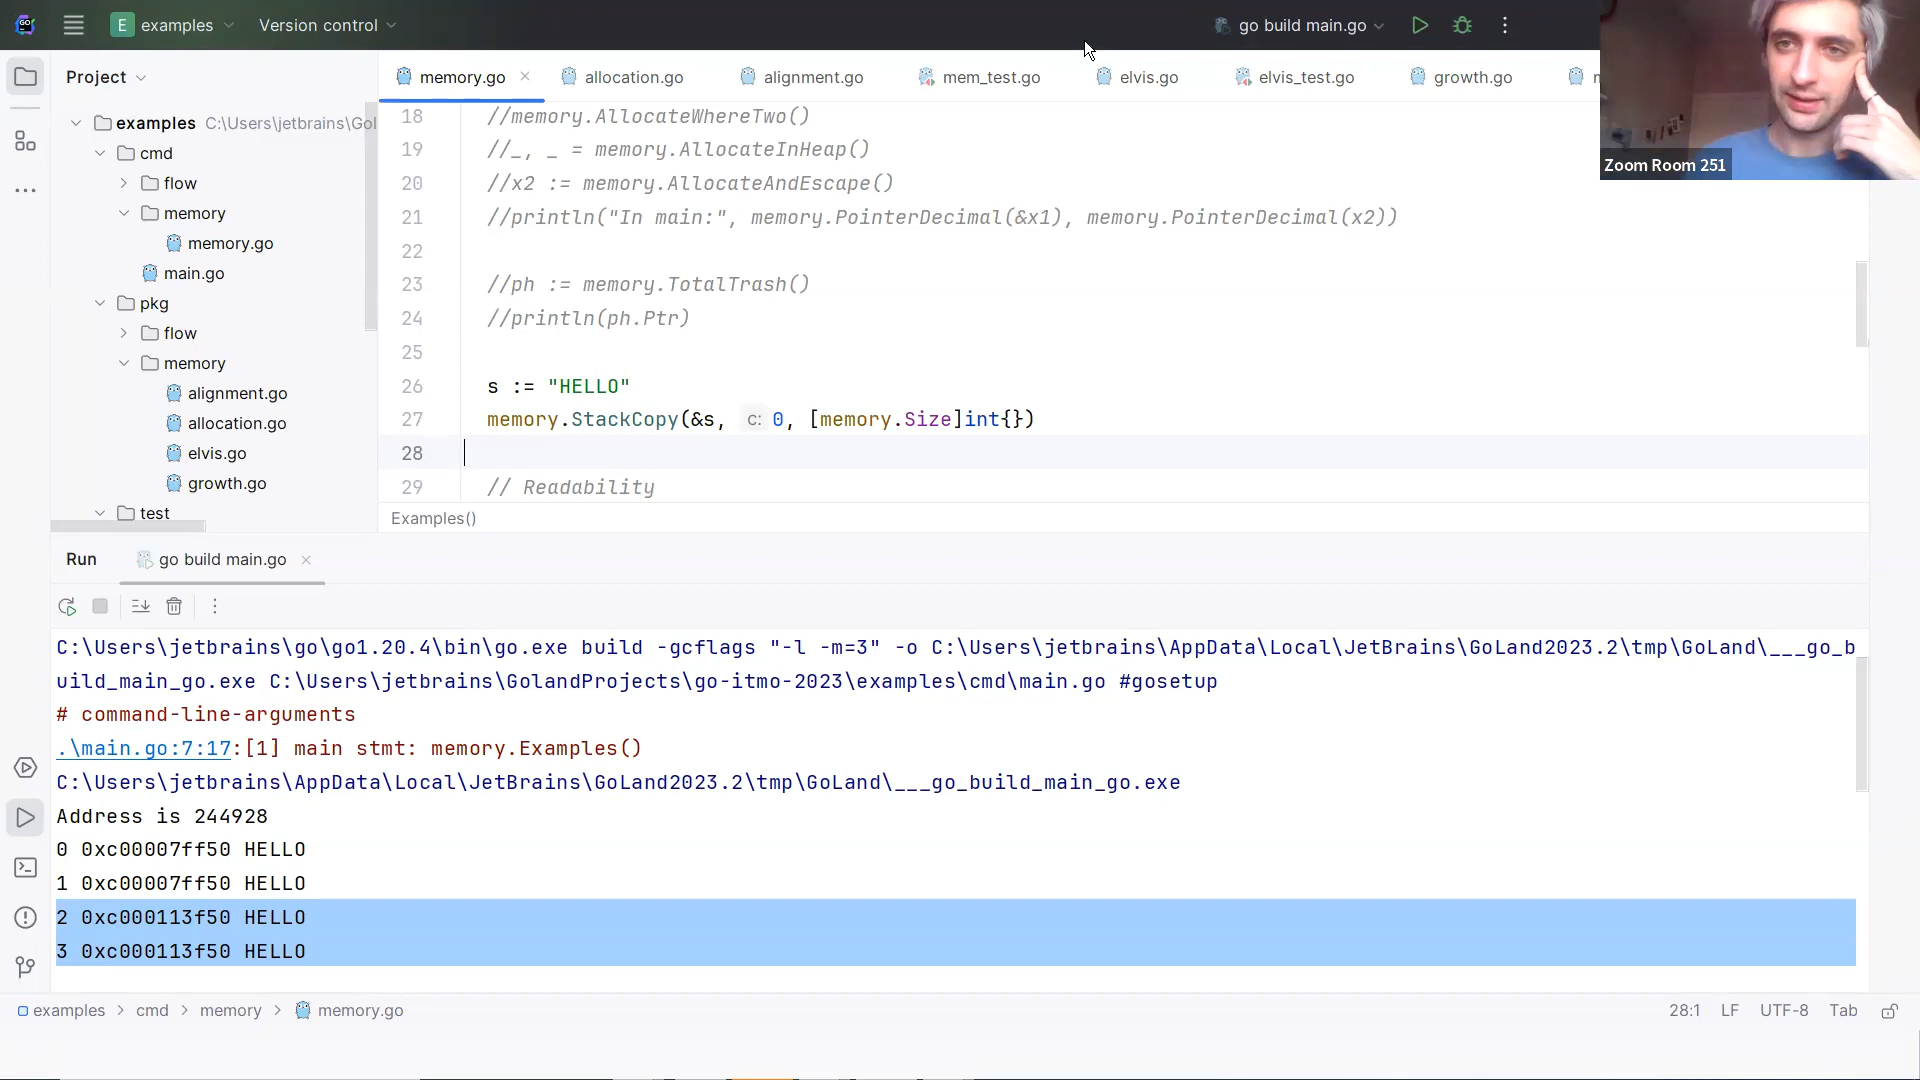 GO
E examples
Version control
go build main.go
Project
memory.go
allocation.go
alignment.go
mem_test.go
elvis.go
elvis_test.go
growth.go
Zoom Room 251
examples C:\Users\jetbrains\Gol
cmd
flow
memory
memory.go
main.go
pkg
flow
memory
alignment.go
allocation.go
elvis.go
growth.go
test
18 //memory.AllocateWhereTwo()
19 //_, _ = memory.AllocateInHeap()
20 //x2 := memory.AllocateAndEscape()
21 //println("In main:", memory.PointerDecimal(&x1), memory.PointerDecimal(x2))
22
23 //ph := memory.TotalTrash()
24 //println(ph.Ptr)
25
26 s := "HELLO"
27 memory.StackCopy(&s, c: 0, [memory.Size]int{})
28
29 // Readability
Examples()
Run
go build main.go
C:\Users\jetbrains\go\go1.20.4\bin\go.exe build -gcflags "-l -m=3" -o C:\Users\jetbrains\AppData\Local\JetBrains\GoLand2023.2\tmp\GoLand\___go_b
uild_main_go.exe C:\Users\jetbrains\GolandProjects\go-itmo-2023\examples\cmd\main.go #gosetup
# command-line-arguments
.\main.go:7:17:[1] main stmt: memory.Examples()
C:\Users\jetbrains\AppData\Local\JetBrains\GoLand2023.2\tmp\GoLand\___go_build_main_go.exe
Address is 244928
0 0xc00007ff50 HELLO
1 0xc00007ff50 HELLO
2 0xc000113f50 HELLO
3 0xc000113f50 HELLO
examples > cmd > memory > memory.go
28:1 LF UTF-8 Tab